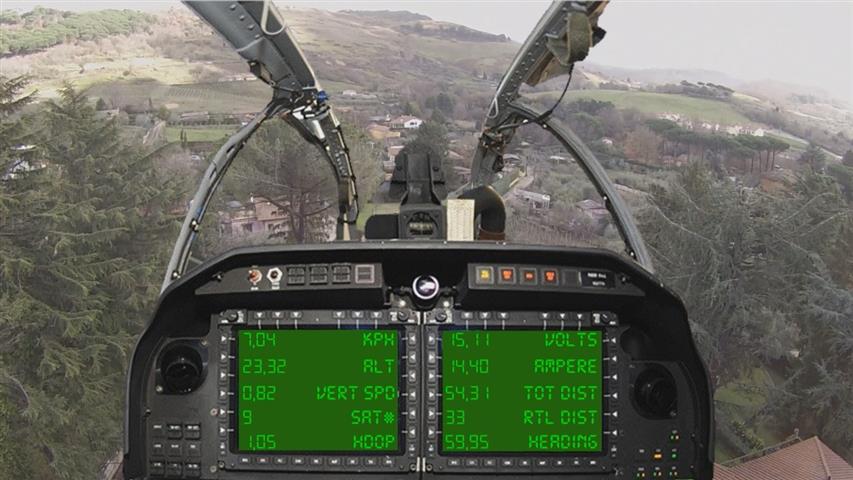 7,04 KPH
23,32 ALT
0,82 VERT SPD
9 SAT#
1,05 HDOP
15,11 VOLTS
14,40 AMPERE
54,31 TOT DIST
33 RTL DIST
59,95 HEADING